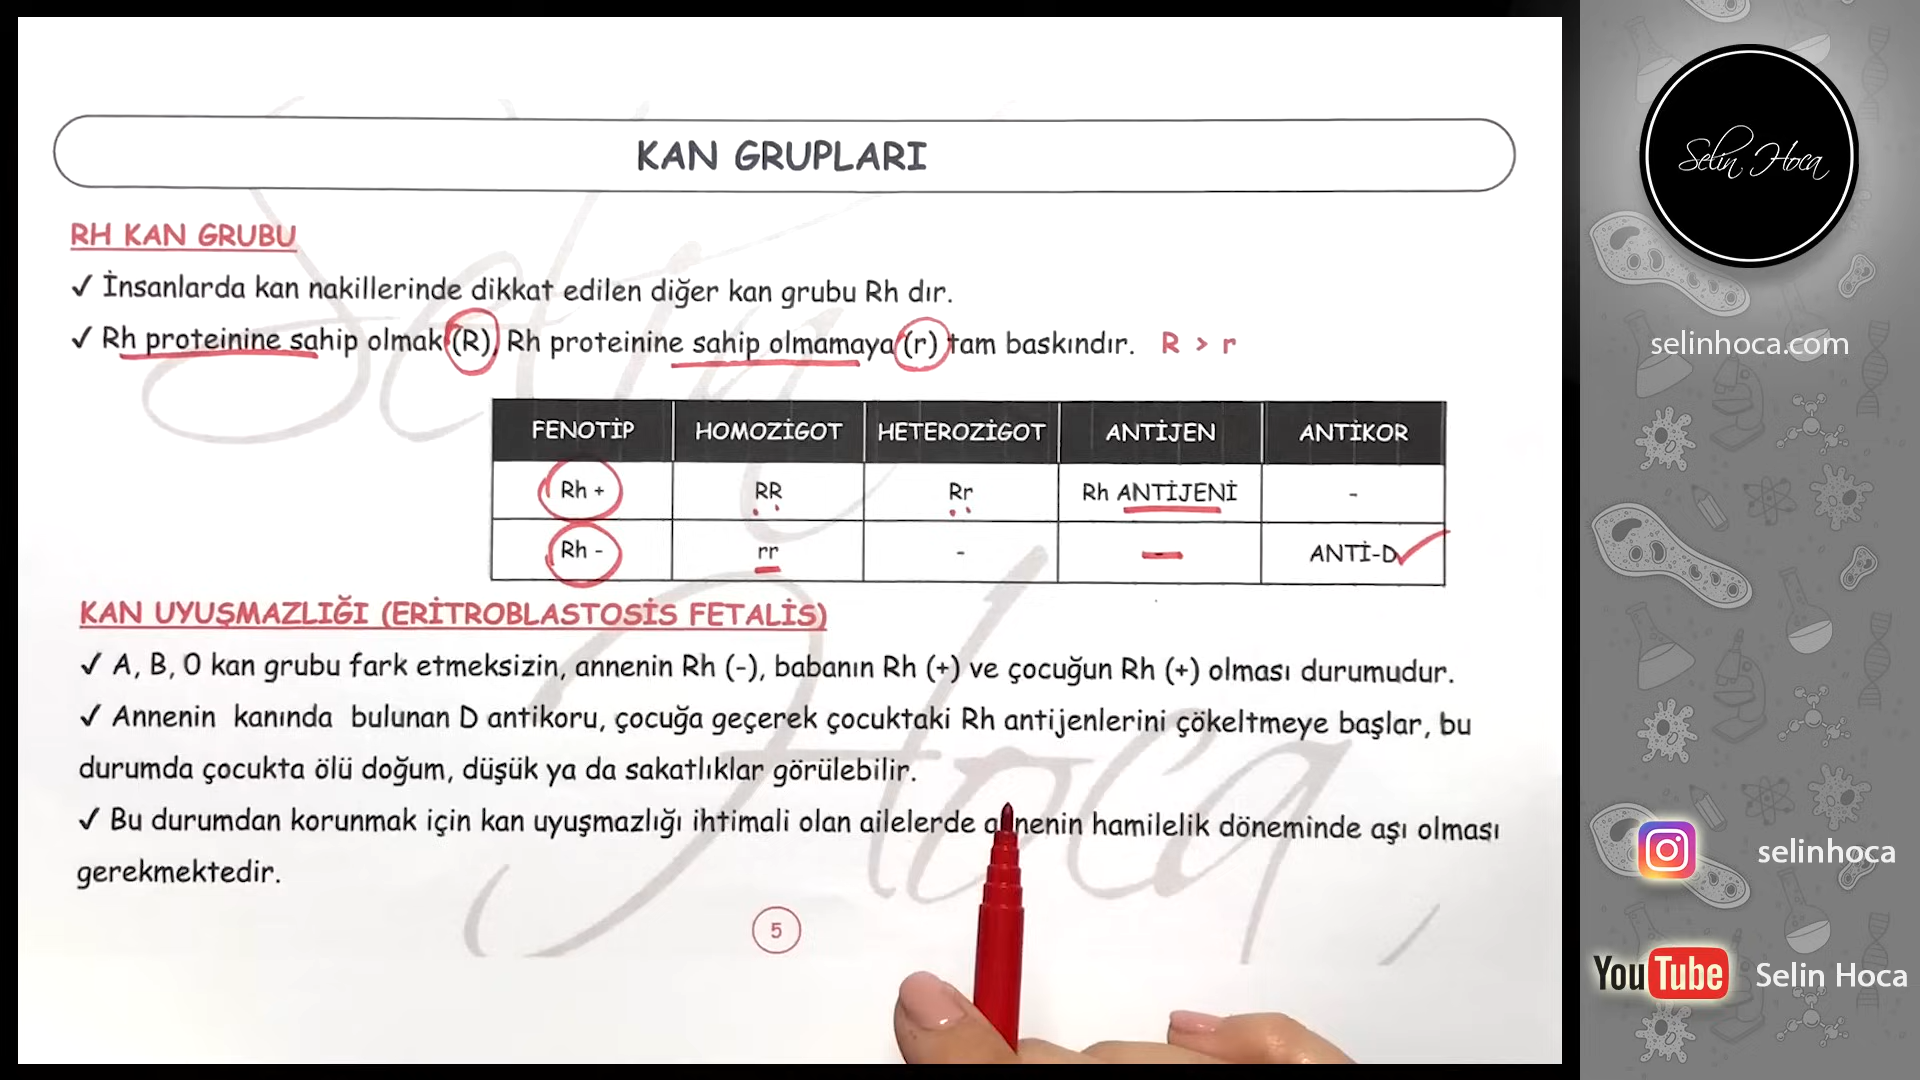 KAN GRUPLARI
RH KAN GRUBU
✓ İnsanlarda kan nakillerinde dikkat edilen diğer kan grubu Rh dır.
✓ Rh proteinine sahip olmak (R), Rh proteinine sahip olmamaya (r) tam baskındır. R > r
FENOTİP HOMOZİGOT HETEROZİGOT ANTİJEN ANTİKOR
Rh + RR Rr Rh ANTİJENİ -
Rh - rr - - ANTİ-D
KAN UYUŞMAZLIĞI (ERİTROBLASTOSİS FETALİS)
✓ A, B, O kan grubu fark etmeksizin, annenin Rh (-), babanın Rh (+) ve çocuğun Rh (+) olması durumudur.
✓ Annenin kanında bulunan D antikoru, çocuğa geçerek çocuktaki Rh antijenlerini çökeltmeye başlar, bu
durumda çocukta ölü doğum, düşük ya da sakatlıklar görülebilir.
✓ Bu durumdan korunmak için kan uyuşmazlığı ihtimali olan ailelerde annenin hamilelik döneminde aşı olması
gerekmektedir.
5
Selin Hoca
Selin Hoca
selinhoca.com
selinhoca
YouTube Selin Hoca